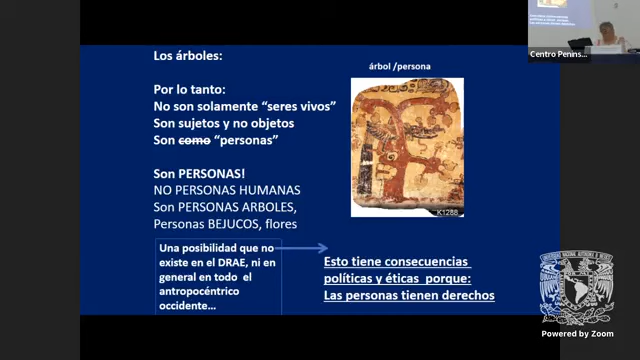 Los árboles:
árbol /persona
Por lo tanto:
No son solamente “seres vivos”
Son sujetos y no objetos
Son como “personas”
Son PERSONAS!
NO PERSONAS HUMANAS
Son PERSONAS ARBOLES,
Personas BEJUCOS, flores
K1288
Una posibilidad que no
existe en el DRAE, ni en
general en todo el
antropocéntrico
occidente...
Esto tiene consecuencias
políticas y éticas porque:
Las personas tienen derechos
Centro Penins...
Powered by Zoom